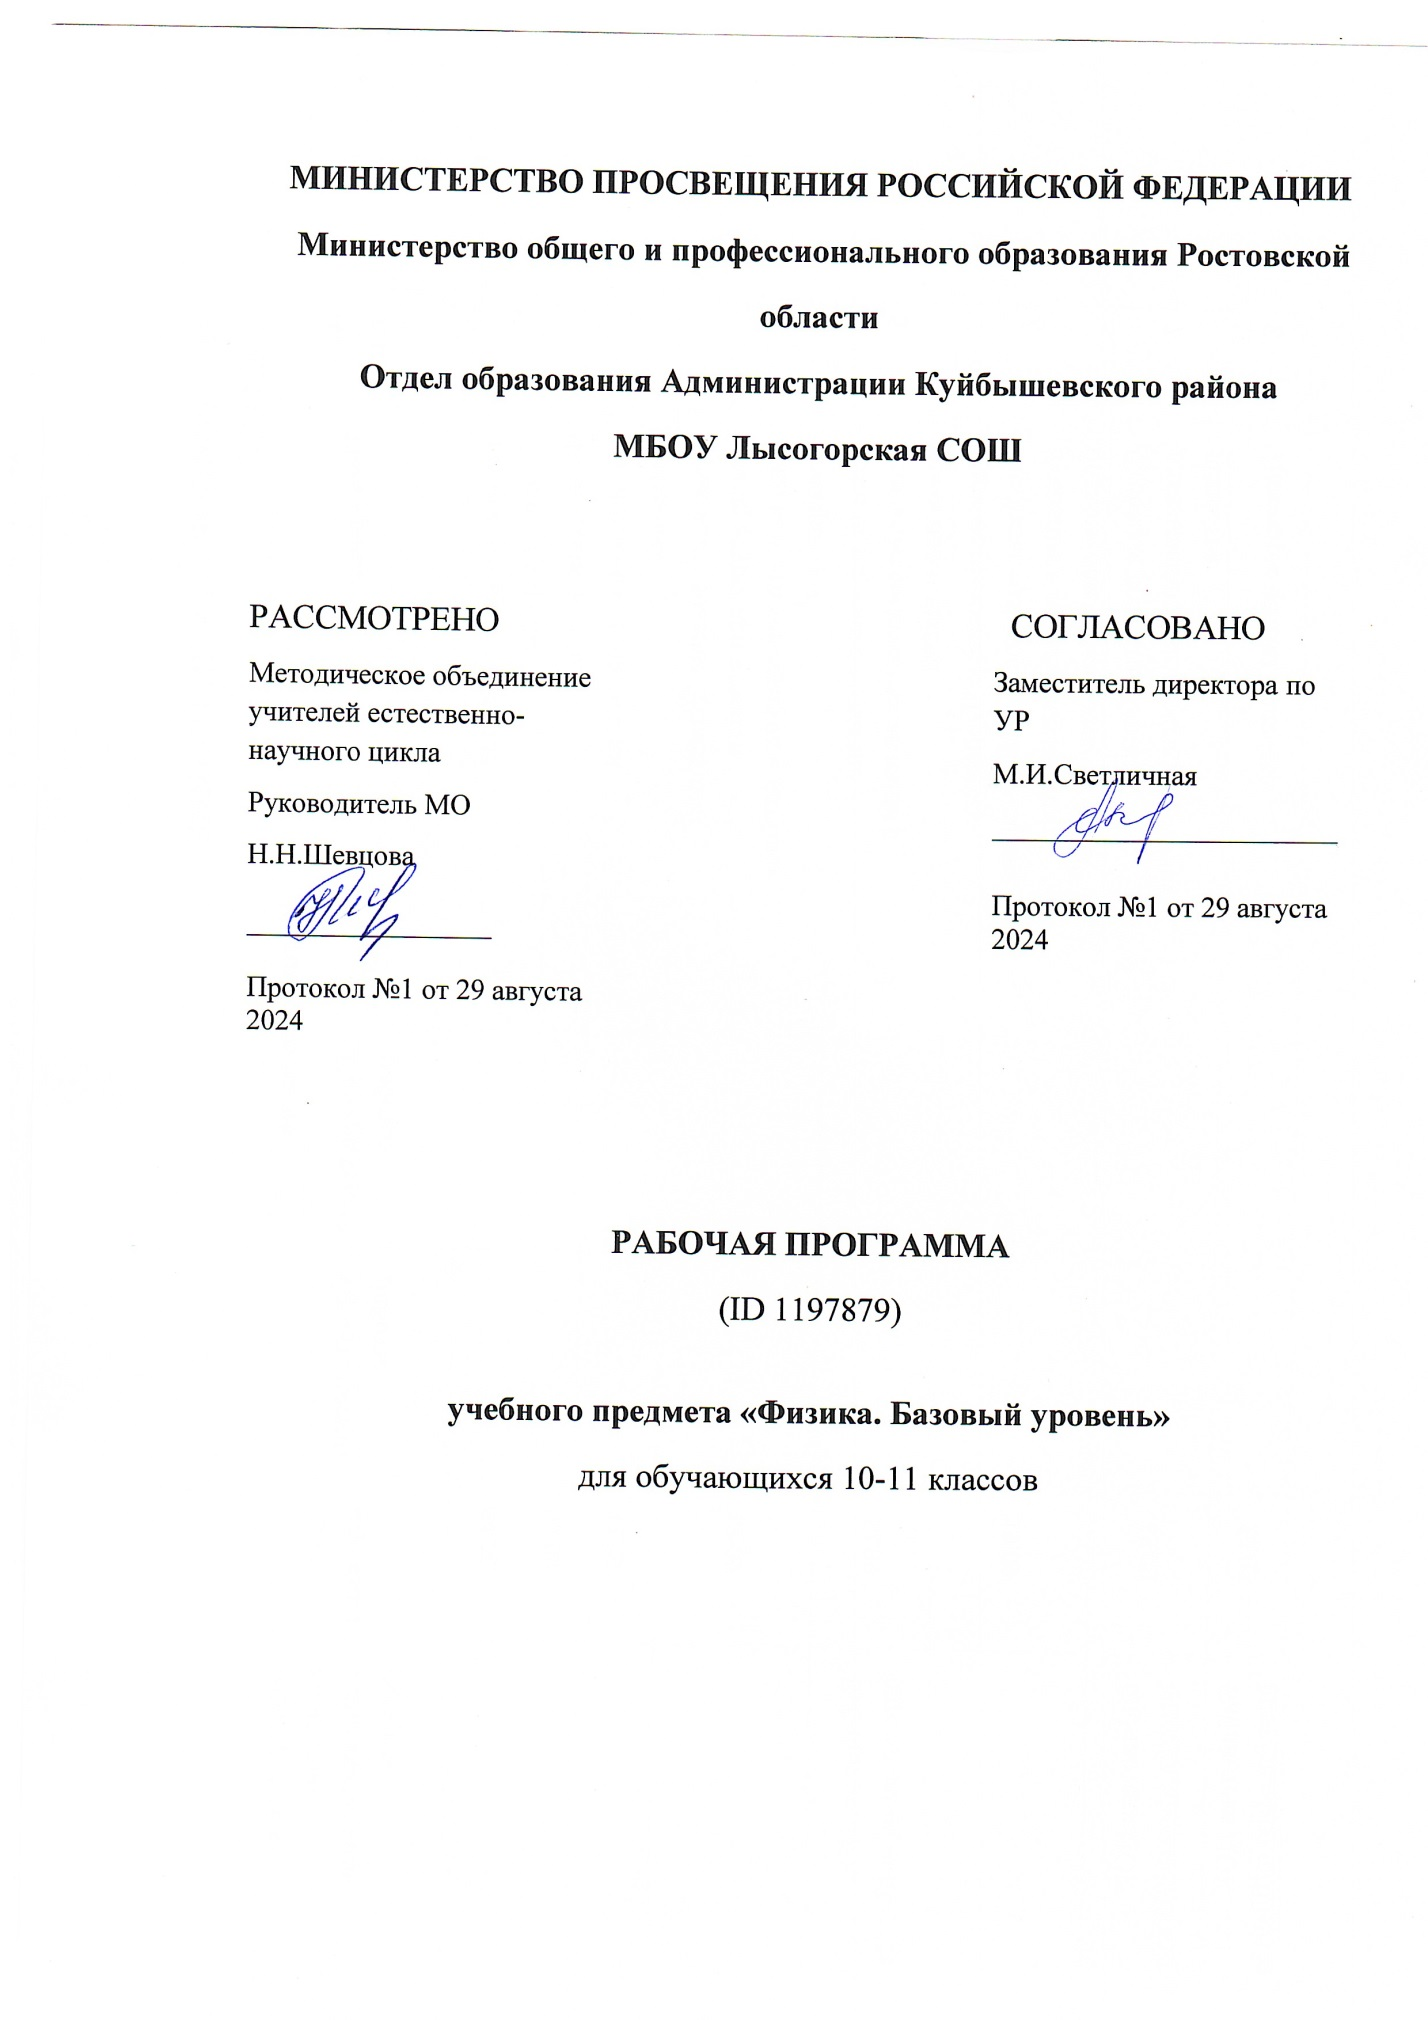 МИНИСТЕРСТВО ПРОСВЕЩЕНИЯ РОССИЙСКОЙ ФЕДЕРАЦИИ
Министерство общего и профессионального образования Ростовской
области
Отдел образования Администрации Куйбышевского района
МБОУ Лысогорская СОШ
РАССМОТРЕНО
Методическое объединение
учителей естественно-
научного цикла
Руководитель МО
Н.Н.Шевцова
Протокол №1 от 29 августа
2024
СОГЛАСОВАНО
Заместитель директора по
УР
М.И.Светличная
Протокол №1 от 29 августа
2024
РАБОЧАЯ ПРОГРАММА
(ID 1197879)
учебного предмета «Физика. Базовый уровень»
для обучающихся 10-11 классов